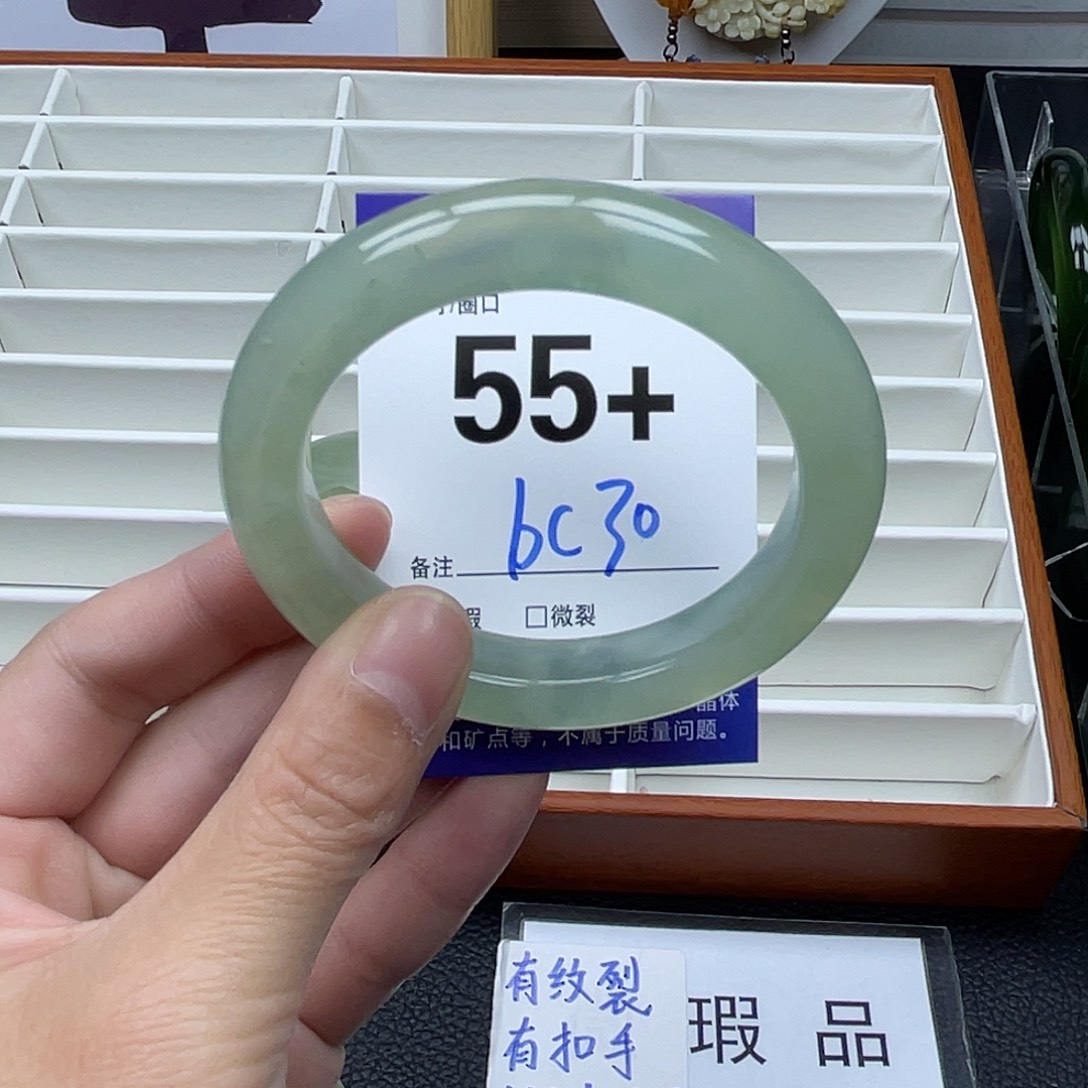 /圈口
55+
bC30
备注
瑕 □微裂
晶体
和矿点等，不属于质量问题。
有纹裂
有扣手
瑕 品